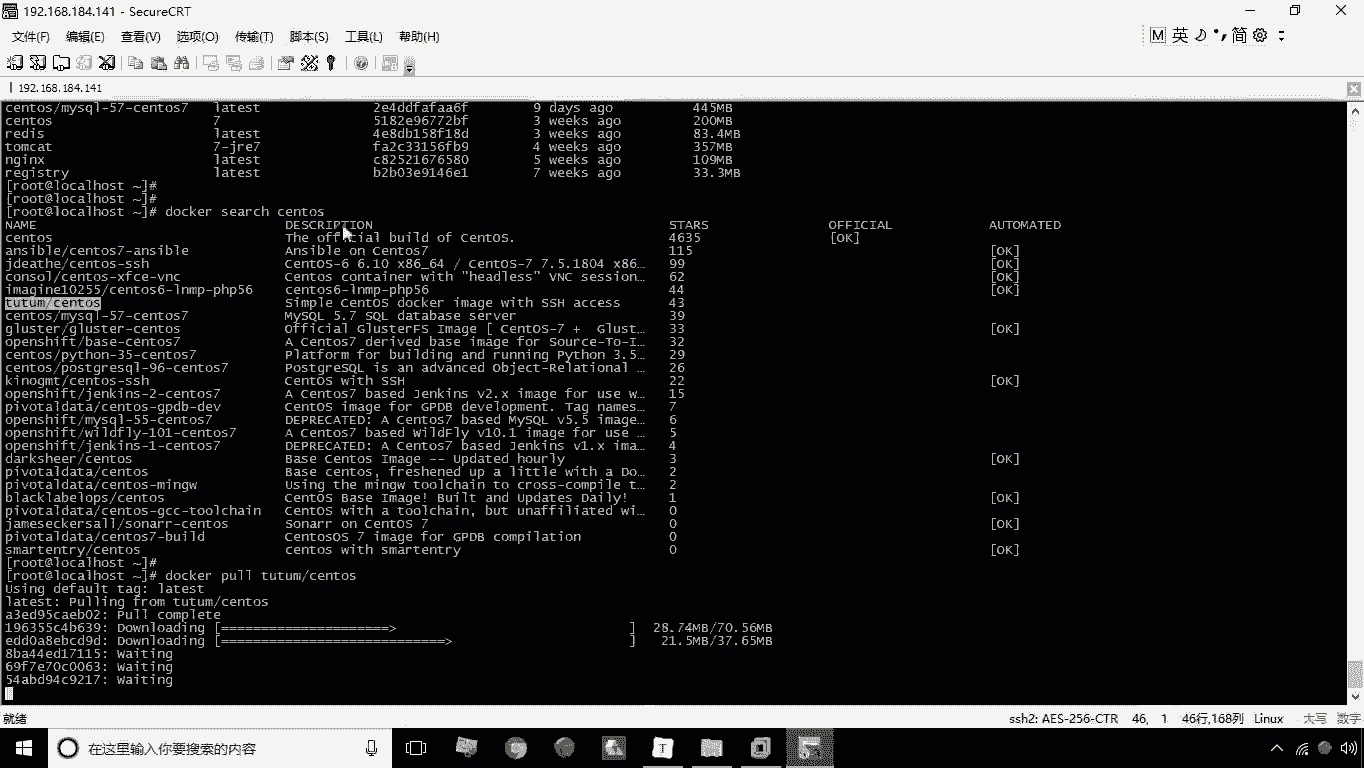 192.168.184.141 - SecureCRT
文件(F) 编辑(E) 查看(V) 选项(O) 传输(T) 脚本(S) 工具(L) 帮助(H)
M 英 简
192.168.184.141
centos/mysql-57-centos7 latest 2e4ddfafaa6f 9 days ago 445MB
centos 7 5182e96772bf 3 weeks ago 200MB
redis latest 4e8db158f18d 3 weeks ago 83.4MB
tomcat 7-jre7 fa2c33156fb9 4 weeks ago 357MB
nginx latest c82521676580 5 weeks ago 109MB
registry latest b2b03e9146e1 7 weeks ago 33.3MB
[root@localhost ~]#
[root@localhost ~]#
[root@localhost ~]# docker search centos
NAME DESCRIPTION STARS OFFICIAL AUTOMATED
centos The official build of CentOS. 4635 [OK]
ansible/centos7-ansible Ansible on Centos7 115 [OK]
jdeathe/centos-ssh CentOS-6 6.10 x86_64 / CentOS-7 7.5.1804 x86… 99 [OK]
consol/centos-xfce-vnc Centos container with "headless" VNC session… 62 [OK]
imagine10255/centos6-lnmp-php56 centos6-lnmp-php56 44 [OK]
tutum/centos Simple CentOS docker image with SSH access 43
centos/mysql-57-centos7 MySQL 5.7 SQL database server 39
gluster/gluster-centos Official GlusterFS Image [ CentOS-7 + Glust… 33 [OK]
openshift/base-centos7 A Centos7 derived base image for Source-To-I… 32
centos/python-35-centos7 Platform for building and running Python 3.5… 29
centos/postgresql-96-centos7 PostgreSQL is an advanced Object-Relational … 26
kinogmt/centos-ssh CentOS with SSH 22 [OK]
openshift/jenkins-2-centos7 A Centos7 based Jenkins v2.x image for use w… 15
pivotaldata/centos-gpdb-dev CentOS image for GPDB development. Tag names… 7
openshift/mysql-55-centos7 DEPRECATED: A Centos7 based MySQL v5.5 image… 6
openshift/wildfly-101-centos7 A Centos7 based WildFly v10.1 image for use … 5
openshift/jenkins-1-centos7 DEPRECATED: A Centos7 based Jenkins v1.x ima… 4
darksheer/centos Base Centos Image -- Updated hourly 3 [OK]
pivotaldata/centos Base centos, freshened up a little with a Do… 2
pivotaldata/centos-mingw Using the mingw toolchain to cross-compile t… 2
blacklabelops/centos CentOS Base Image! Built and Updates Daily! 1 [OK]
pivotaldata/centos-gcc-toolchain CentOS with a toolchain, but unaffiliated wi… 0
jameseckersall/sonarr-centos Sonarr on CentOS 7 0 [OK]
pivotaldata/centos7-build CentosOS 7 image for GPDB compilation 0
smartentry/centos centos with smartentry 0 [OK]
[root@localhost ~]#
[root@localhost ~]# docker pull tutum/centos
Using default tag: latest
latest: Pulling from tutum/centos
a3ed95caeb02: Pull complete
196355c4b639: Downloading [====================> ] 28.74MB/70.56MB
edd0a8ebcd9d: Downloading [===========================> ] 21.5MB/37.65MB
8ba44ed17115: Waiting
69f7e70c0063: Waiting
54abd94c9217: Waiting
就绪 ssh2: AES-256-CTR 46, 1 46行,168列 Linux 大写 数字
在这里输入你要搜索的内容